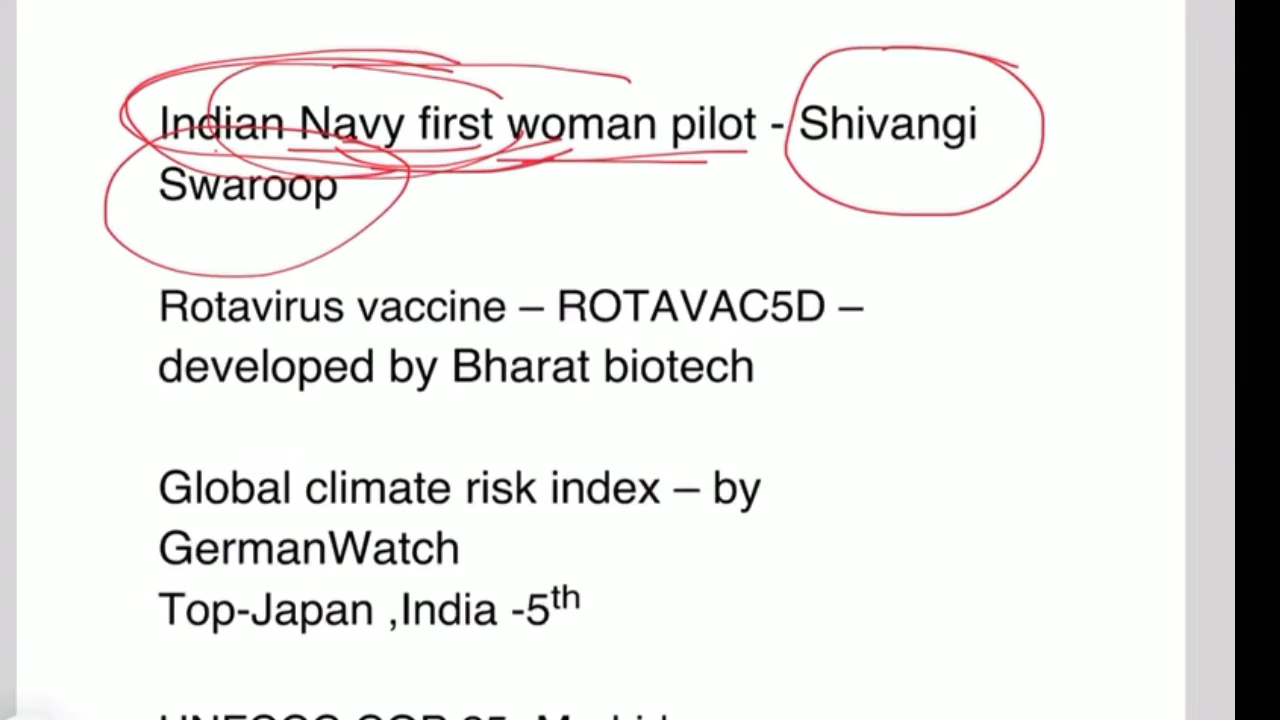 Indian Navy first woman pilot - Shivangi
Swaroop
Rotavirus vaccine – ROTAVAC5D –
developed by Bharat biotech
Global climate risk index – by
GermanWatch
Top-Japan ,India -5th